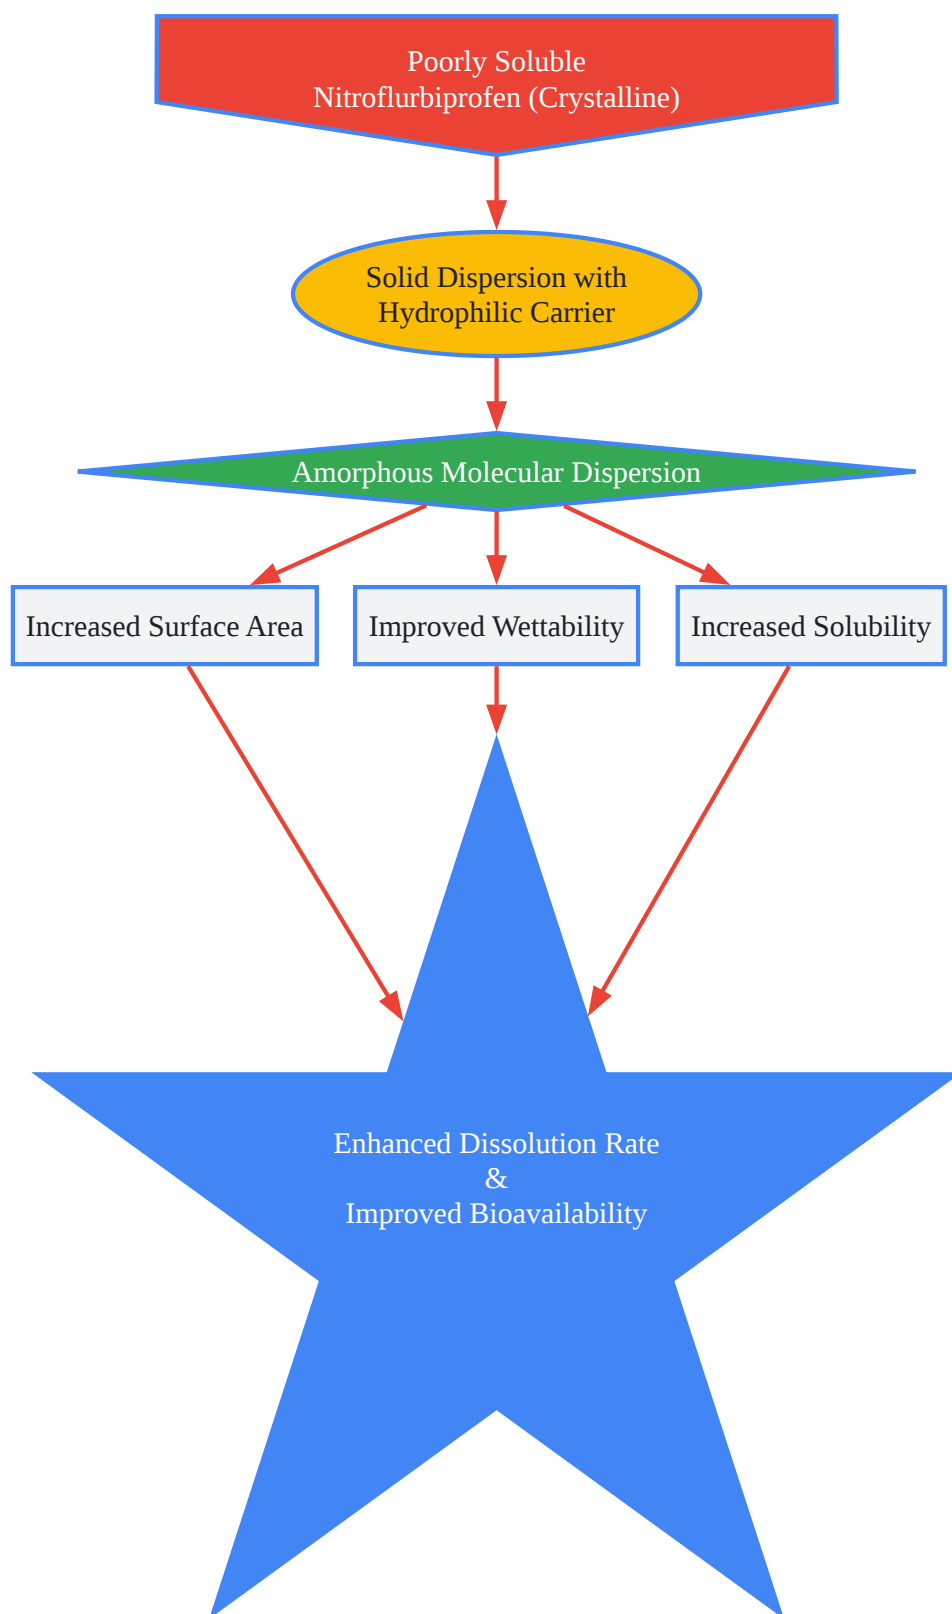 Poorly Soluble
Nitroflurbiprofen (Crystalline)
Solid Dispersion with
Hydrophilic Carrier
Amorphous Molecular Dispersion
Increased Surface Area
Improved Wettability
Increased Solubility
Enhanced Dissolution Rate
&
Improved Bioavailability